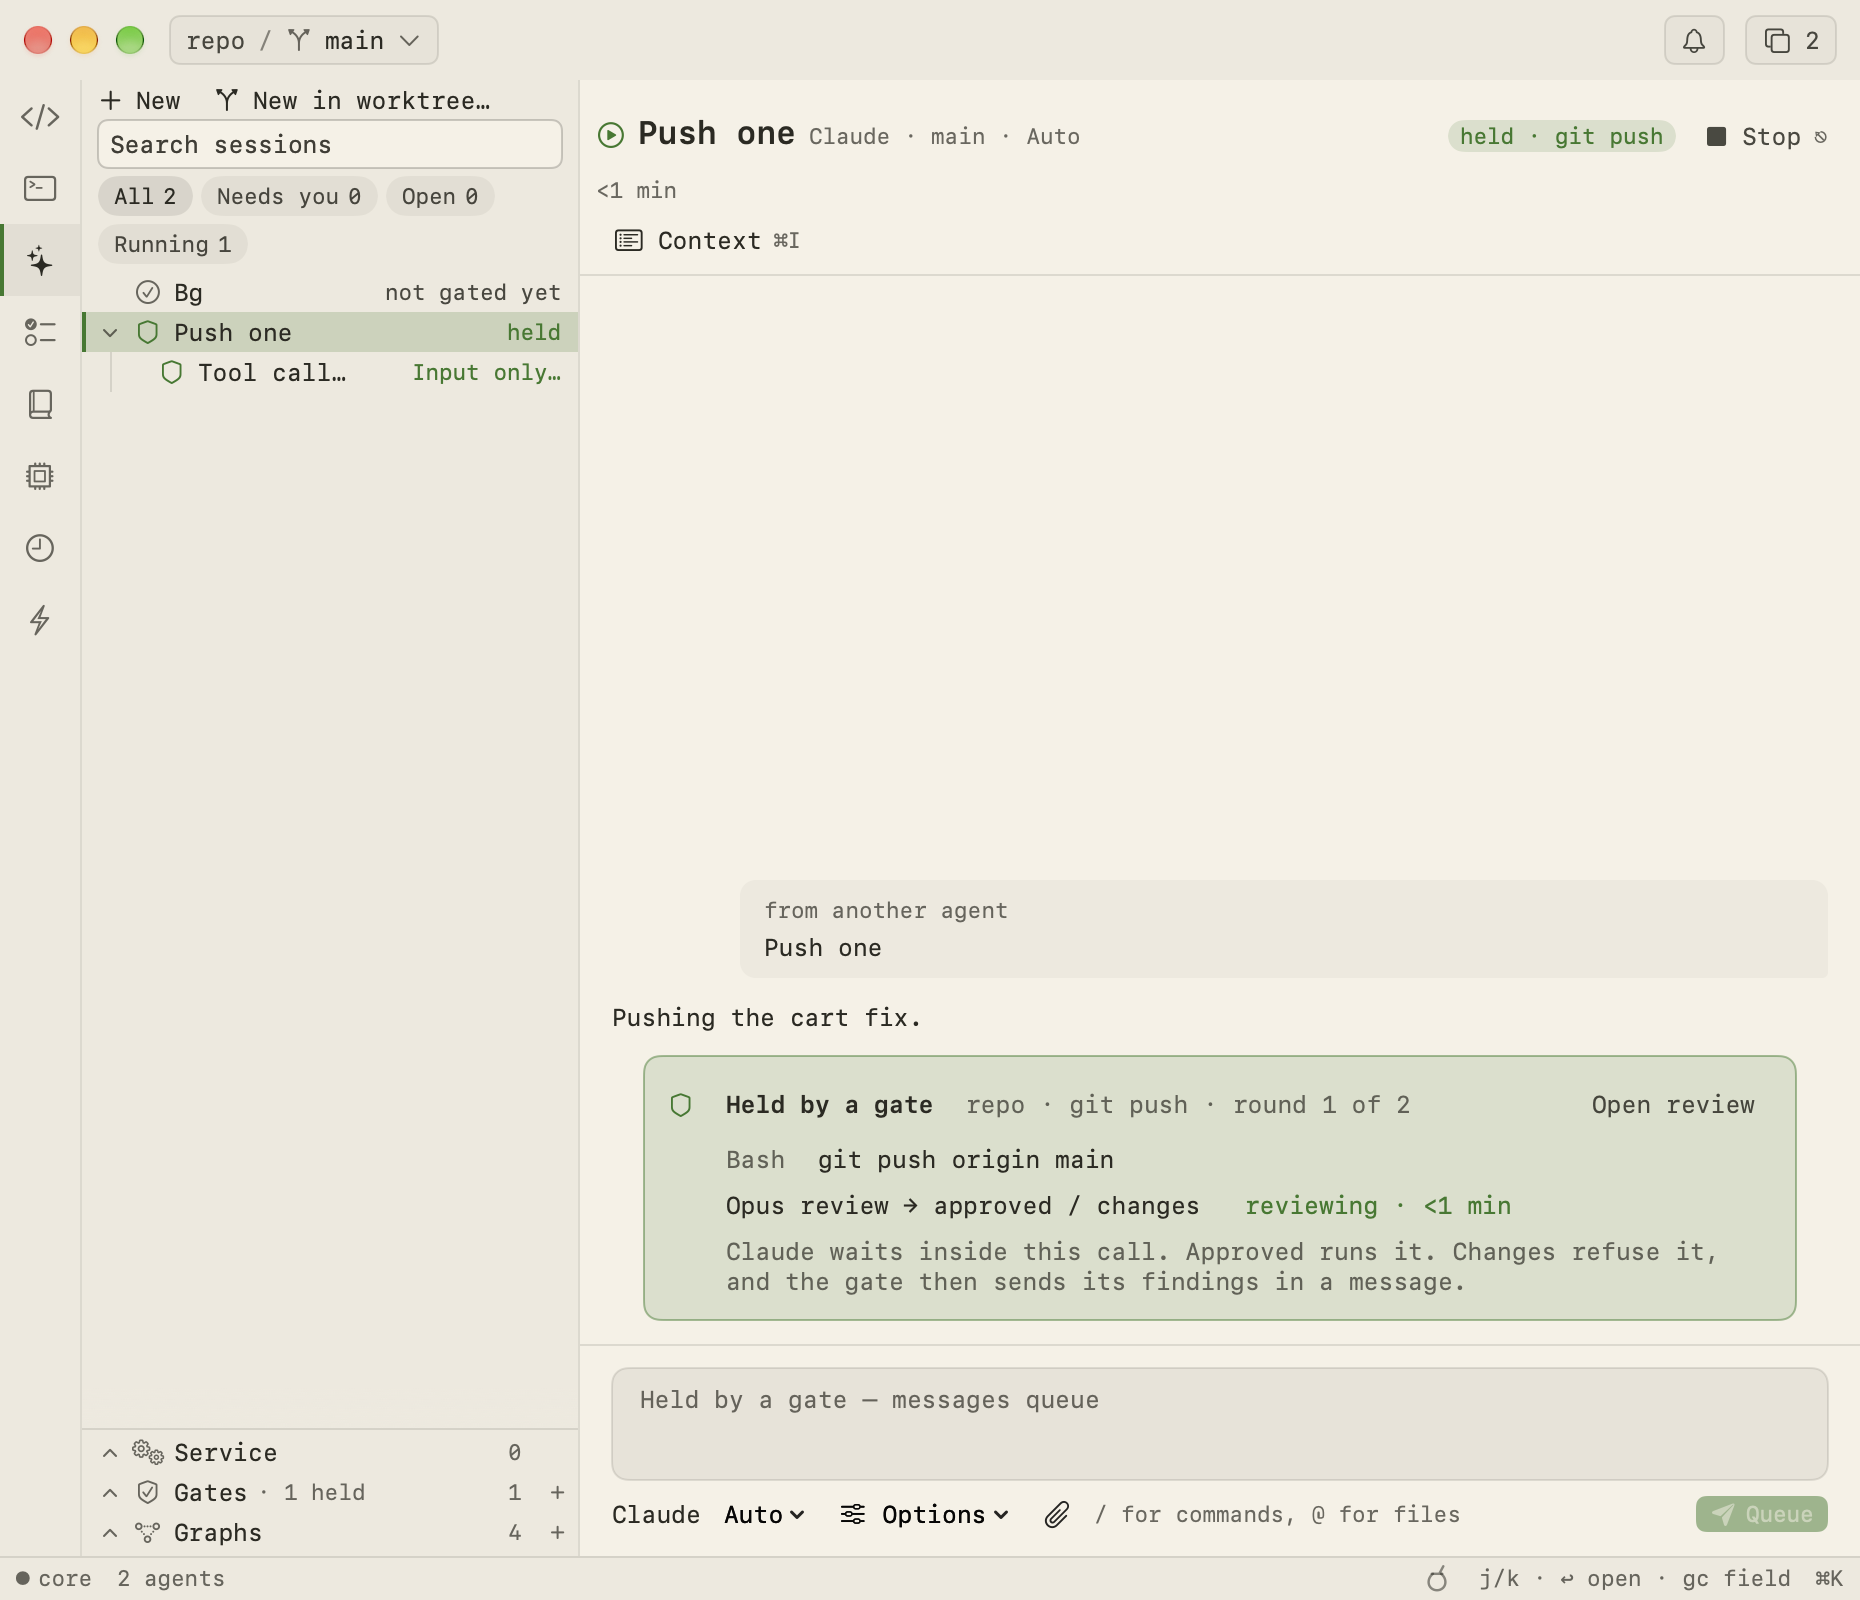 repo / main
2
New New in worktree…
Search sessions
All 2 Needs you 0 Open 0
Running 1
Bg not gated yet
Push one held
Tool call… Input only…
Service 0
Gates · 1 held 1 +
Graphs 4 +
Push one Claude · main · Auto held · git push Stop
<1 min
Context ⌘I
from another agent
Push one
Pushing the cart fix.
Held by a gate repo · git push · round 1 of 2 Open review
Bash git push origin main
Opus review → approved / changes reviewing · <1 min
Claude waits inside this call. Approved runs it. Changes refuse it,
and the gate then sends its findings in a message.
Held by a gate — messages queue
Claude Auto Options / for commands, @ for files Queue
core 2 agents j/k · ↩ open · gc field ⌘K